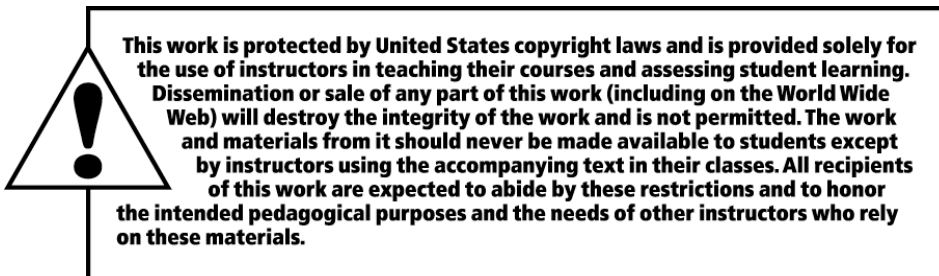 This work is protected by United States copyright laws and is provided solely for
the use of instructors in teaching their courses and assessing student learning.
Dissemination or sale of any part of this work (including on the World Wide
Web) will destroy the integrity of the work and is not permitted. The work
and materials from it should never be made available to students except
by instructors using the accompanying text in their classes. All recipients
of this work are expected to abide by these restrictions and to honor
the intended pedagogical purposes and the needs of other instructors who rely
on these materials.